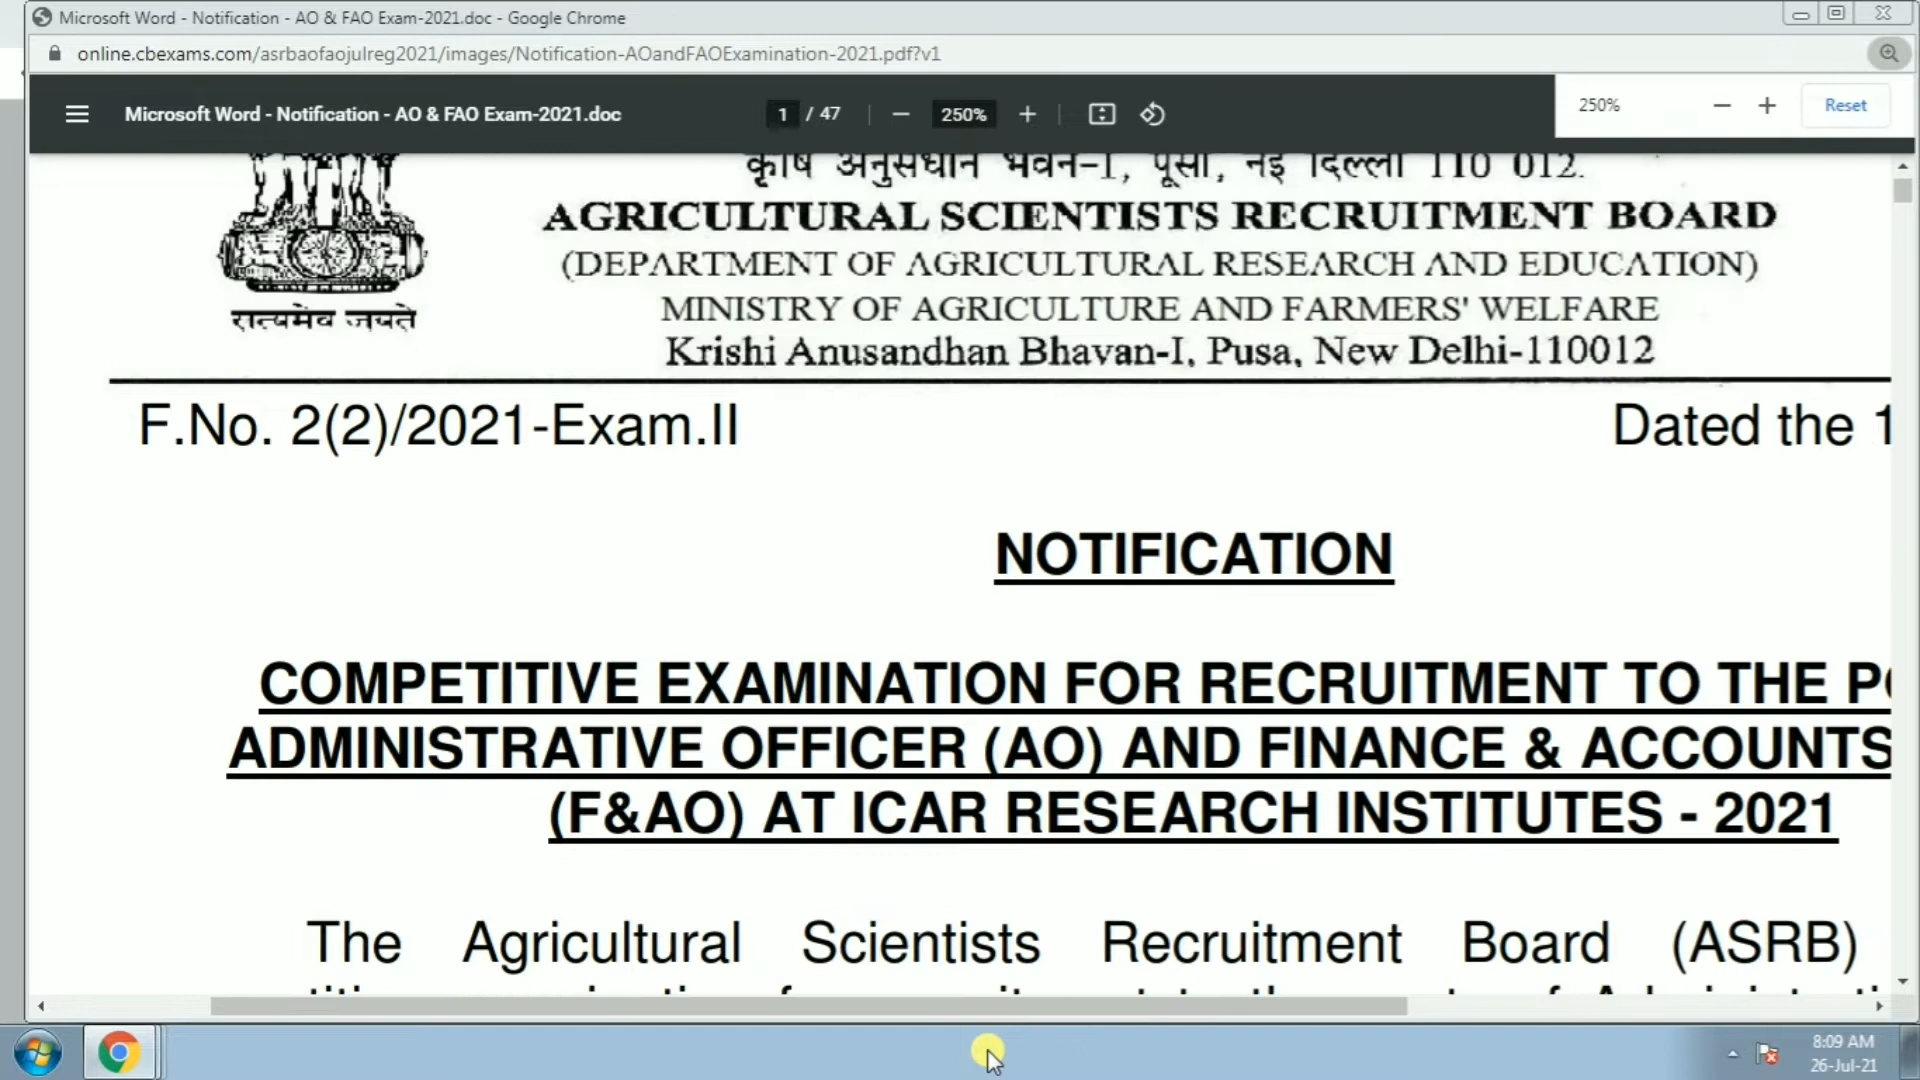 Microsoft Word - Notification - AO & FAO Exam-2021.doc - Google Chrome
online.cbexams.com/asrbaofaojulreg2021/images/Notification-AOandFAOExamination-2021.pdf?v1
Microsoft Word - Notification - AO & FAO Exam-2021.doc
1 / 47
250%
250%
Reset
कृषि अनुसंधान भवन-I, पूसा, नई दिल्ली 110 012.
AGRICULTURAL SCIENTISTS RECRUITMENT BOARD
(DEPARTMENT OF AGRICULTURAL RESEARCH AND EDUCATION)
MINISTRY OF AGRICULTURE AND FARMERS' WELFARE
Krishi Anusandhan Bhavan-I, Pusa, New Delhi-110012
सत्यमेव जयते
F.No. 2(2)/2021-Exam.II
Dated the 1
NOTIFICATION
COMPETITIVE EXAMINATION FOR RECRUITMENT TO THE
ADMINISTRATIVE OFFICER (AO) AND FINANCE & ACCOUNTS
(F&AO) AT ICAR RESEARCH INSTITUTES - 2021
The Agricultural Scientists Recruitment Board (ASRB)
8:09 AM
26-Jul-21